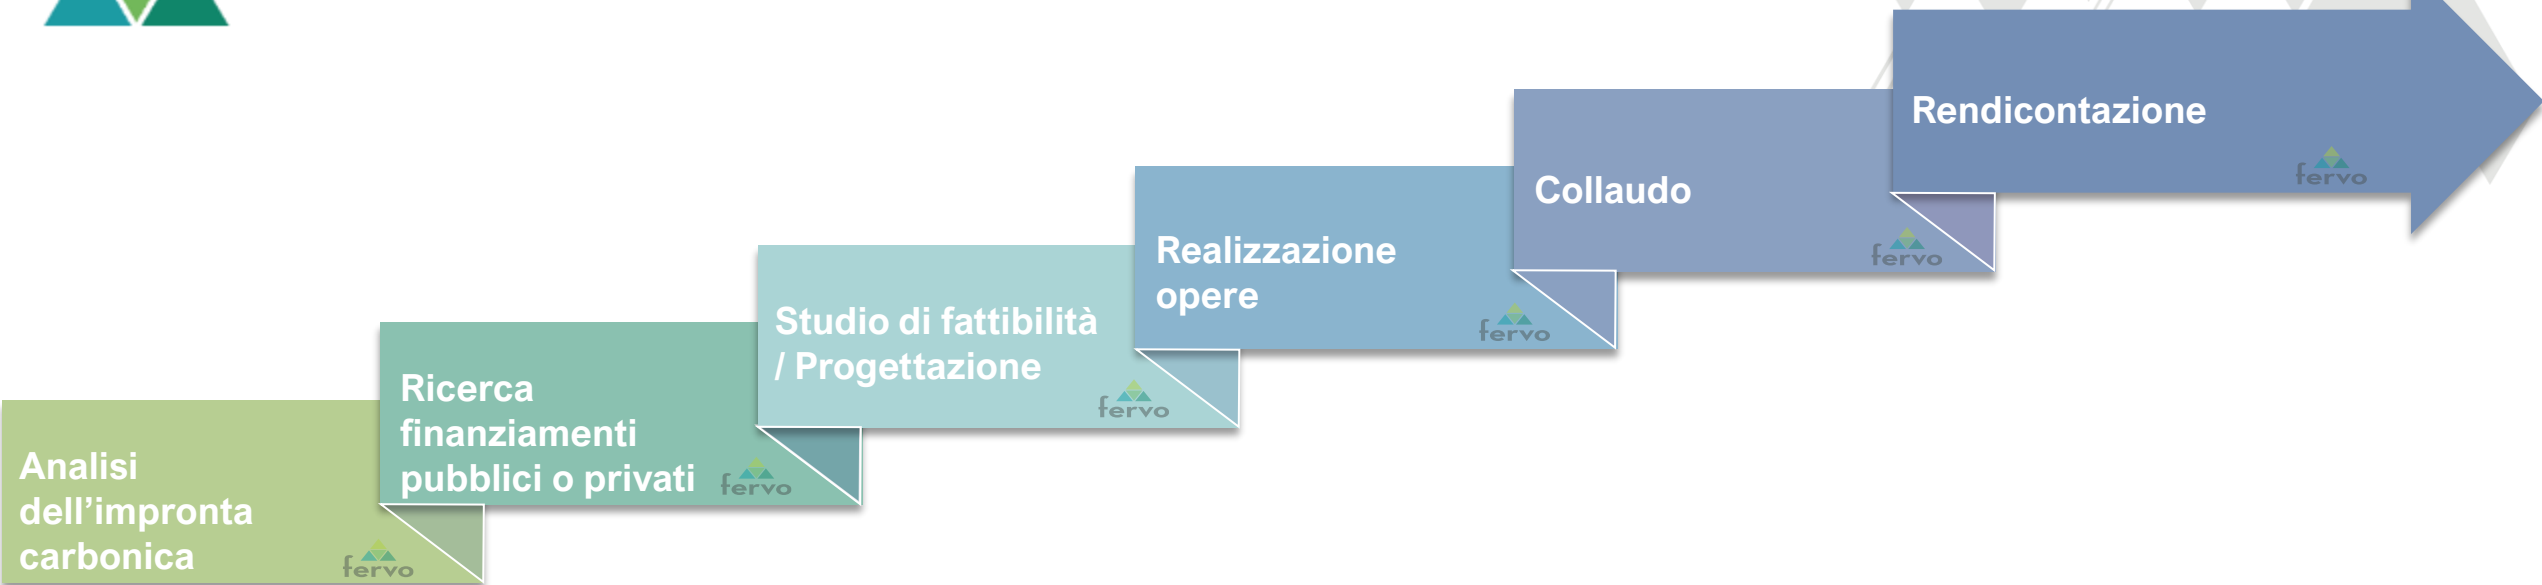 Analisi
dell’impronta
carbonica
fervo
Ricerca
finanziamenti
pubblici o privati
fervo
Studio di fattibilità
/ Progettazione
fervo
Realizzazione
opere
fervo
Collaudo
fervo
Rendicontazione
fervo